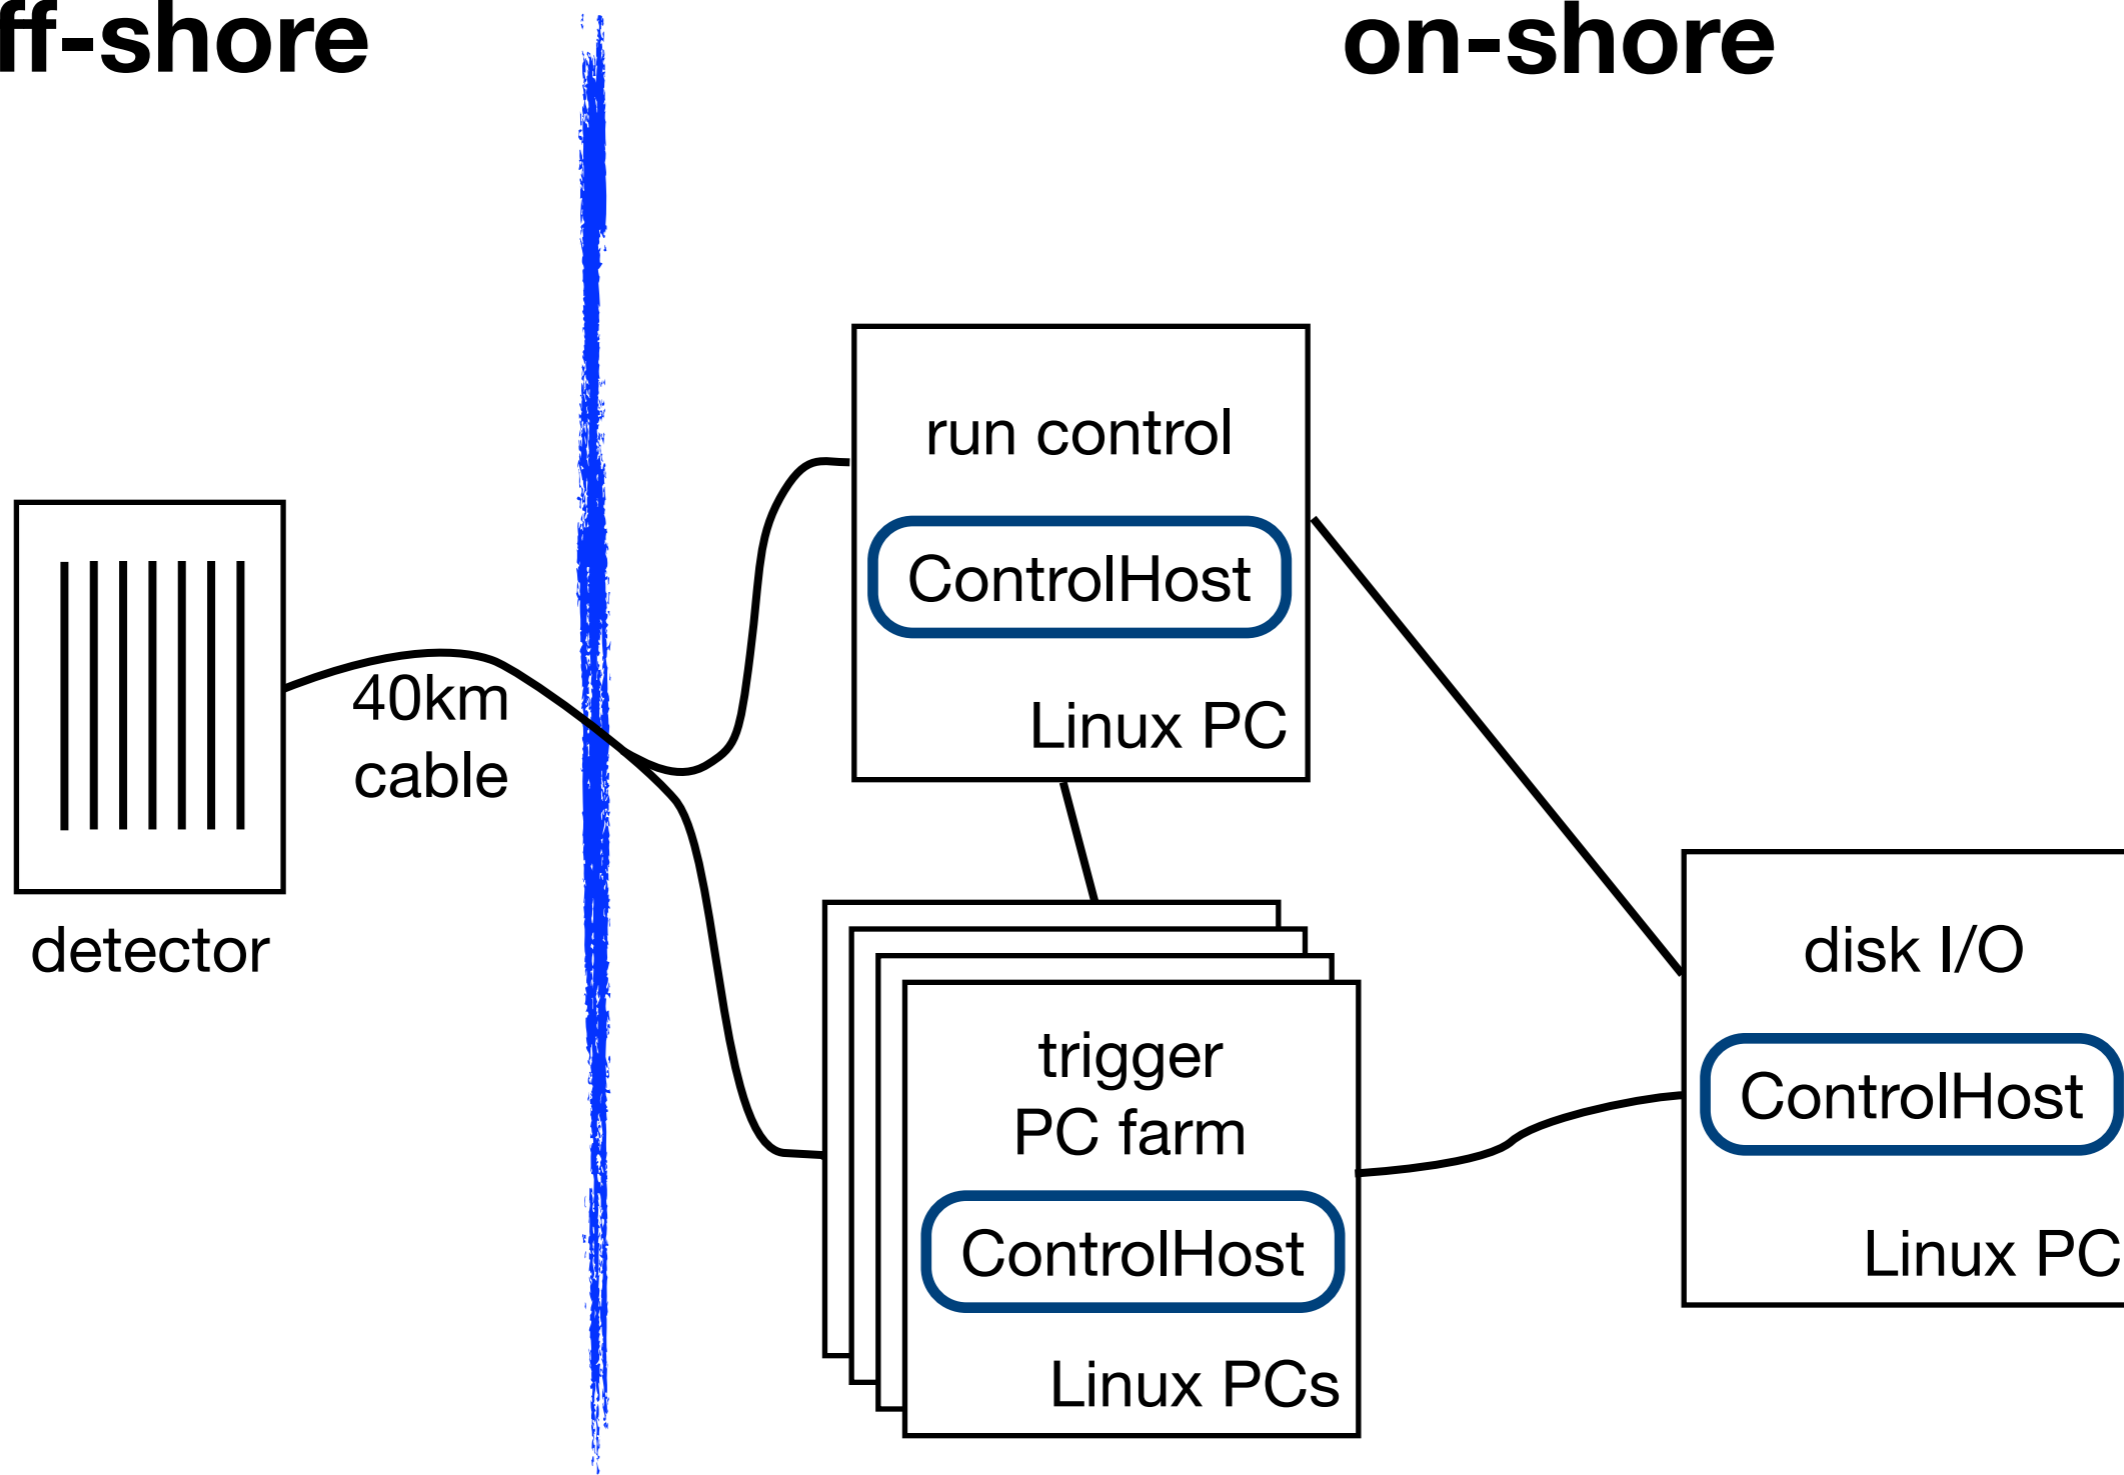 ff-shore
on-shore
run control
ControlHost
Linux PC
40km
cable
detector
trigger
PC farm
ControlHost
Linux PCs
disk I/O
ControlHost
Linux PC